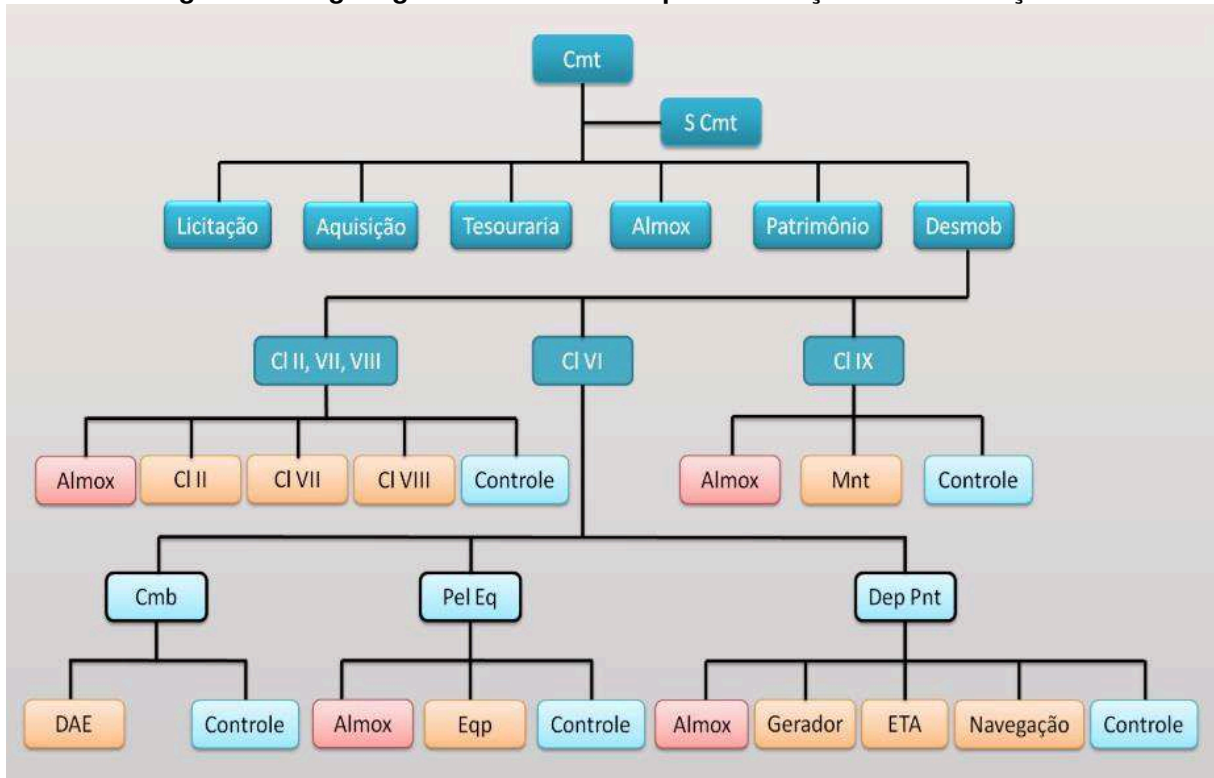 Cmt
S Cmt
Licitação
Aquisição
Tesouraria
Almox
Patrimônio
Desmob
Cl II, VII, VIII
Cl VI
Cl IX
Almox
Cl II
Cl VII
Cl VIII
Controle
Almox
Mnt
Controle
Cmb
Pel Eq
Dep Pnt
DAE
Controle
Almox
Eqp
Controle
Almox
Gerador
ETA
Navegação
Controle